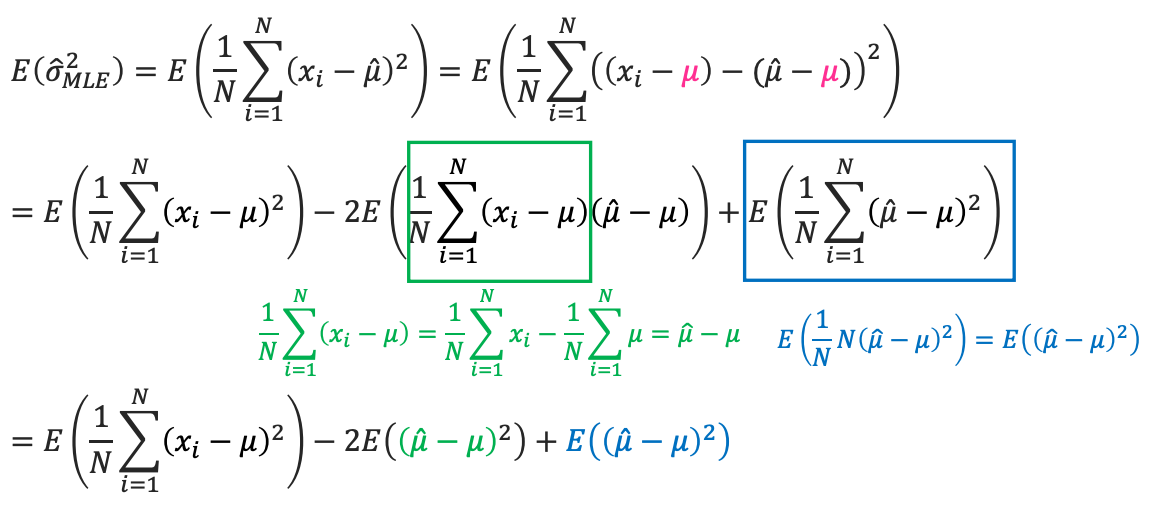 E(σ̂²_MLE) = E(1/N ∑_{i=1}^{N} (x_i − μ̂)²) = E(1/N ∑_{i=1}^{N} ((x_i − μ) − (μ̂ − μ))²)
= E(1/N ∑_{i=1}^{N} (x_i − μ)²) − 2E(1/N ∑_{i=1}^{N} (x_i − μ)(μ̂ − μ)) + E(1/N ∑_{i=1}^{N} (μ̂ − μ)²)
1/N ∑_{i=1}^{N} (x_i − μ) = 1/N ∑_{i=1}^{N} x_i − 1/N ∑_{i=1}^{N} μ = μ̂ − μ
E(1/N N(μ̂ − μ)²) = E((μ̂ − μ)²)
= E(1/N ∑_{i=1}^{N} (x_i − μ)²) − 2E((μ̂ − μ)²) + E((μ̂ − μ)²)